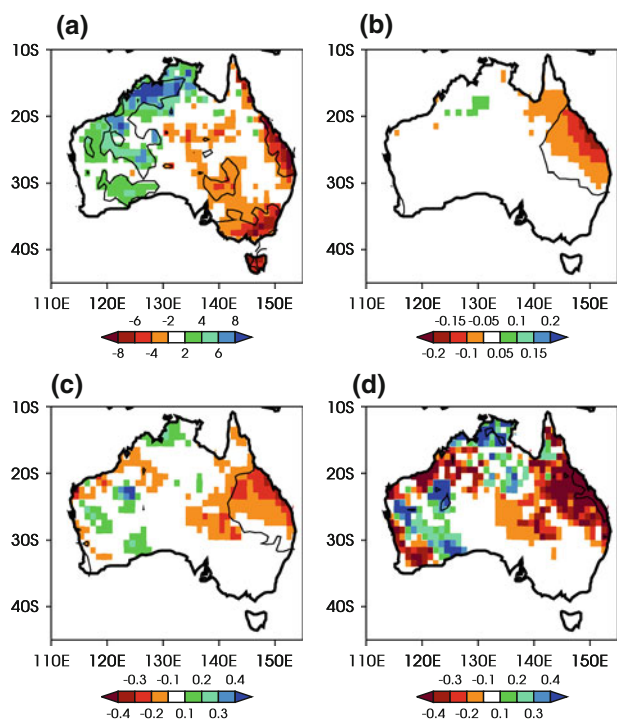 (a) (b)
10S 10S
20S 20S
30S 30S
40S 40S
110E 120E 130E 140E 150E 110E 120E 130E 140E 150E
-6 -2 4 8 -0.15 -0.05 0.1 0.2
-8 -4 2 6 -0.2 -0.1 0.05 0.15
(c) (d)
10S 10S
20S 20S
30S 30S
40S 40S
110E 120E 130E 140E 150E 110E 120E 130E 140E 150E
-0.3 -0.1 0.2 0.4 -0.3 -0.1 0.2 0.4
-0.4 -0.2 0.1 0.3 -0.4 -0.2 0.1 0.3